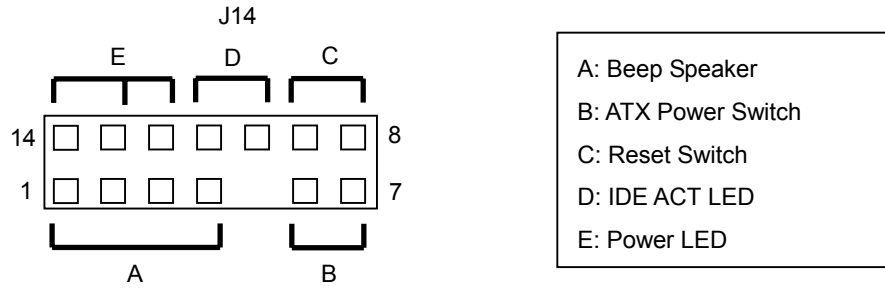 J14
E D C
14 8
1 7
A B
A: Beep Speaker
B: ATX Power Switch
C: Reset Switch
D: IDE ACT LED
E: Power LED